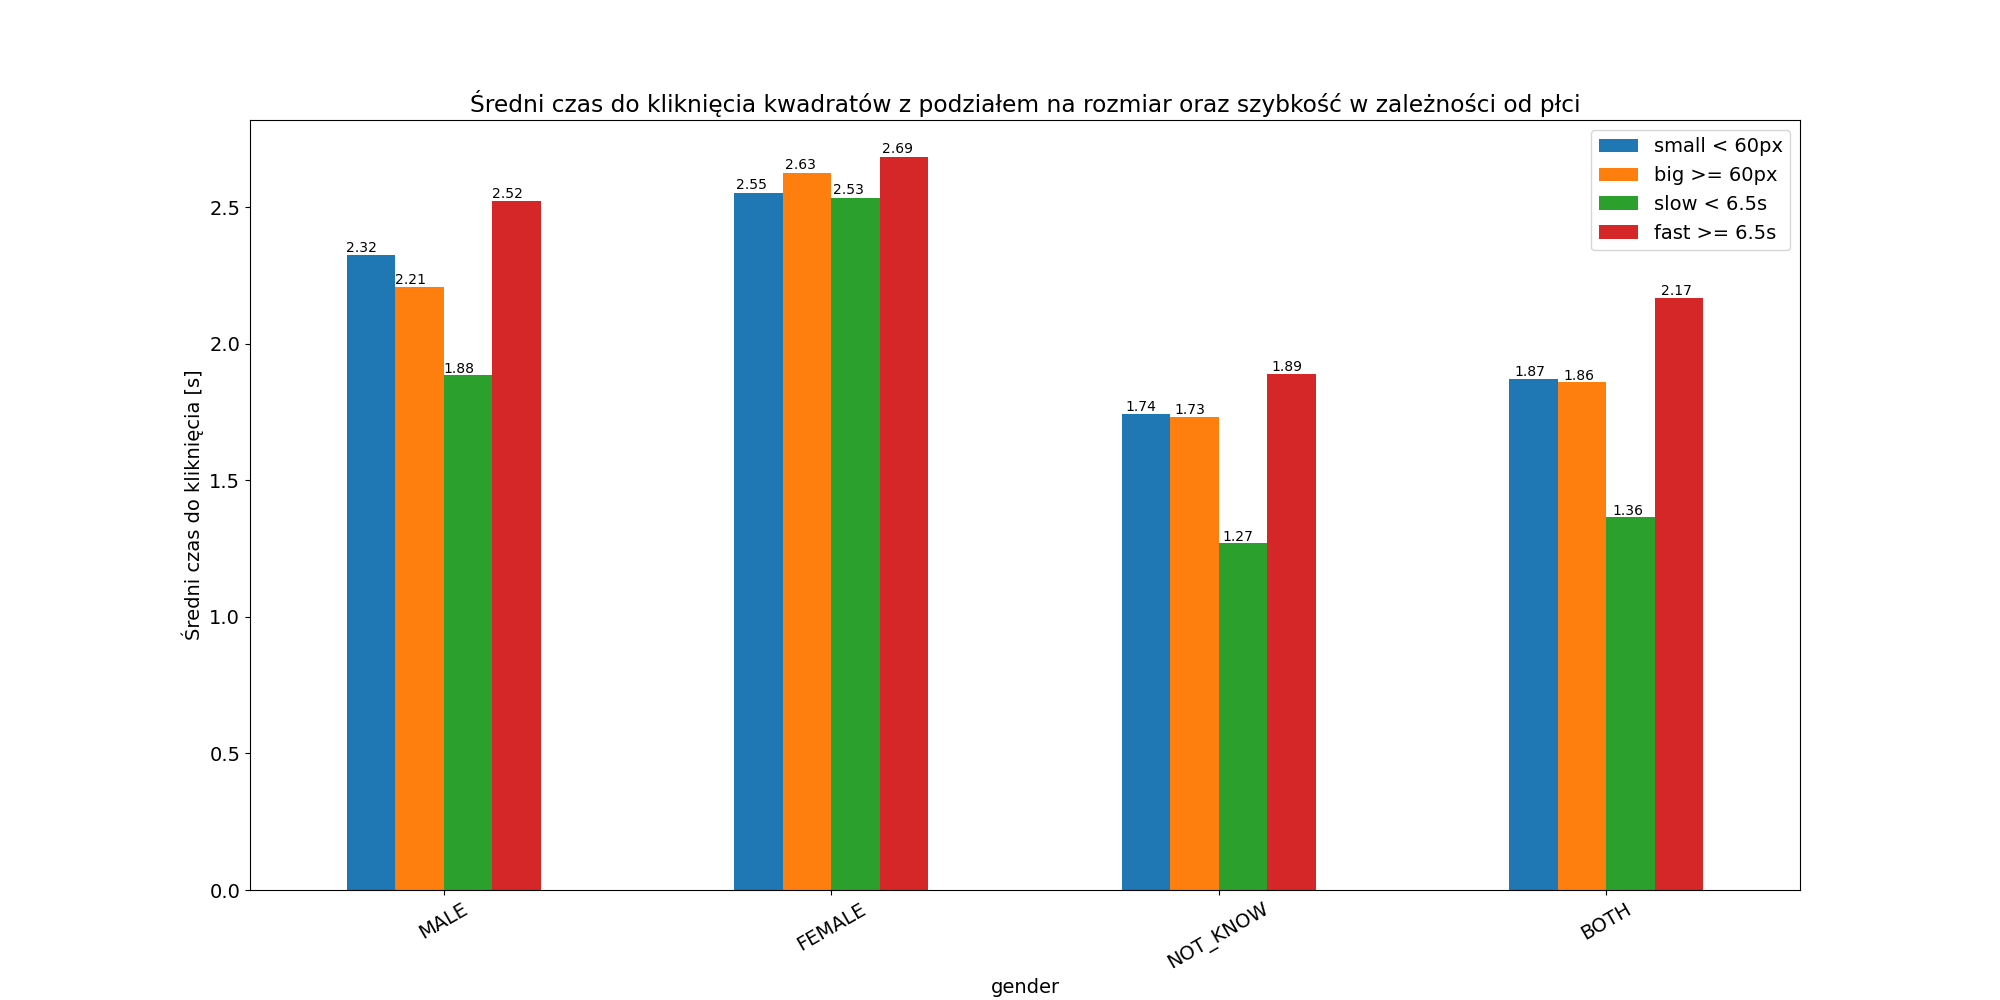 Średni czas do kliknięcia kwadratów z podziałem na rozmiar oraz szybkość w zależności od płci
small < 60px
big >= 60px
slow < 6.5s
fast >= 6.5s
Średni czas do kliknięcia [s]
2.5
2.0
1.5
1.0
0.5
0.0
2.32
2.21
1.88
2.52
2.55
2.63
2.53
2.69
1.74
1.73
1.27
1.89
1.87
1.86
1.36
2.17
MALE
FEMALE
NOT_KNOW
BOTH
gender